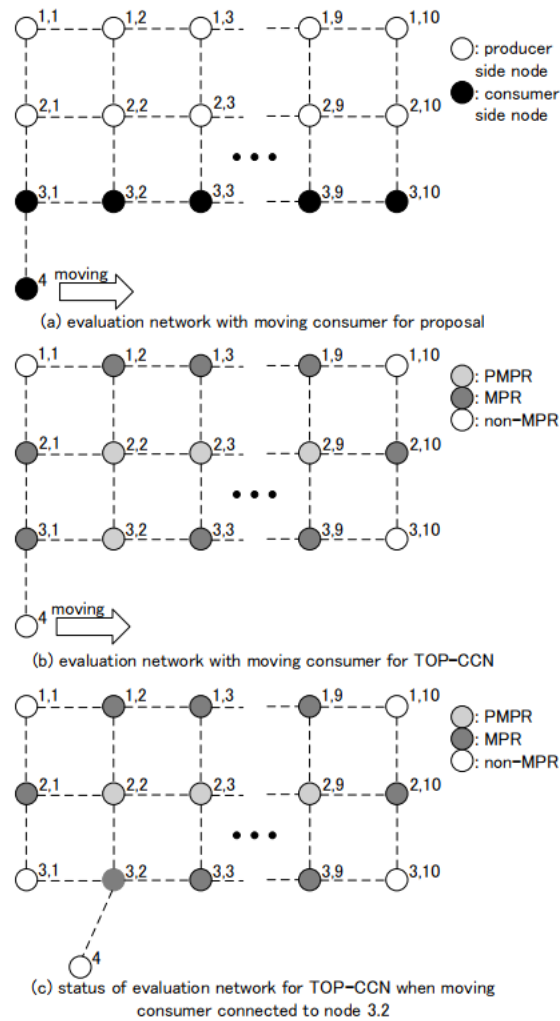 1,1 1,2 1,3 1,9 1,10
: producer
side node
: consumer
side node
2,1 2,2 2,3 2,9 2,10
•••
3,1 3,2 3,3 3,9 3,10
4 moving
(a) evaluation network with moving consumer for proposal
1,1 1,2 1,3 1,9 1,10
: PMPR
: MPR
: non-MPR
2,1 2,2 2,3 2,9 2,10
•••
3,1 3,2 3,3 3,9 3,10
4 moving
(b) evaluation network with moving consumer for TOP-CCN
1,1 1,2 1,3 1,9 1,10
: PMPR
: MPR
: non-MPR
2,1 2,2 2,3 2,9 2,10
•••
3,1 3,2 3,3 3,9 3,10
4
(c) status of evaluation network for TOP-CCN when moving
consumer connected to node 3.2